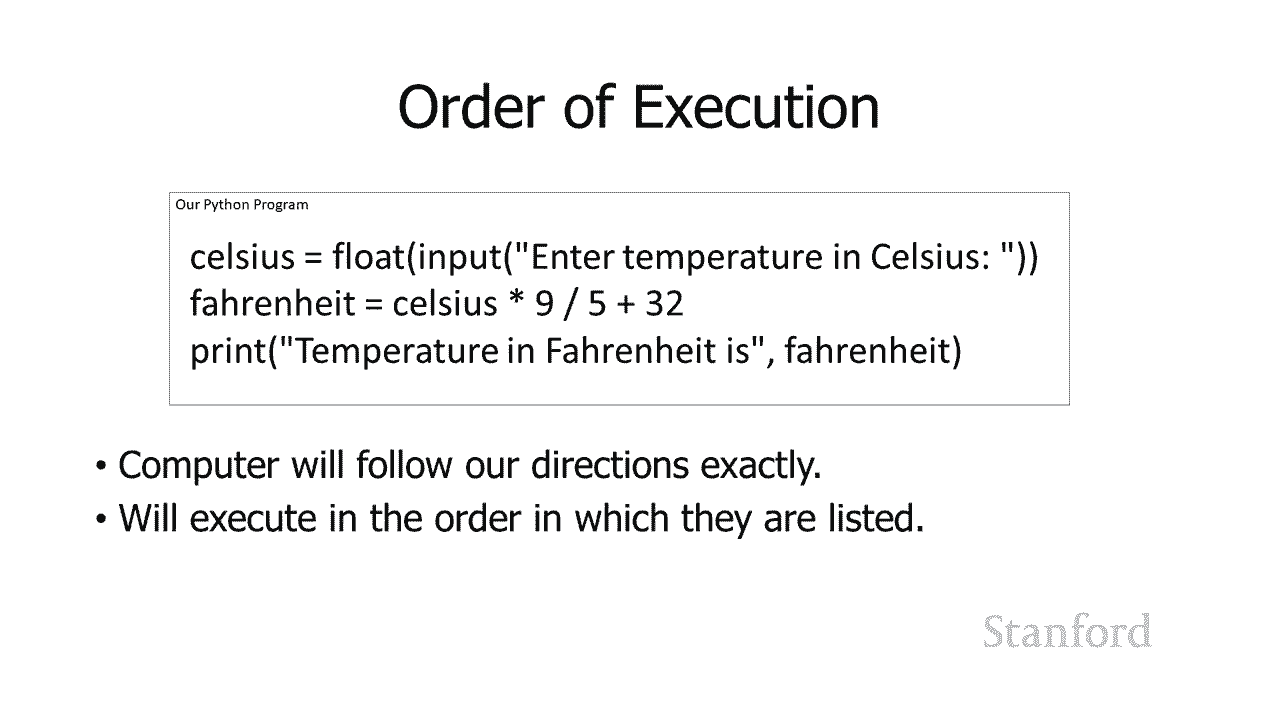 Order of Execution
Our Python Program
celsius = float(input("Enter temperature in Celsius: "))
fahrenheit = celsius * 9 / 5 + 32
print("Temperature in Fahrenheit is", fahrenheit)
• Computer will follow our directions exactly.
• Will execute in the order in which they are listed.
Stanford